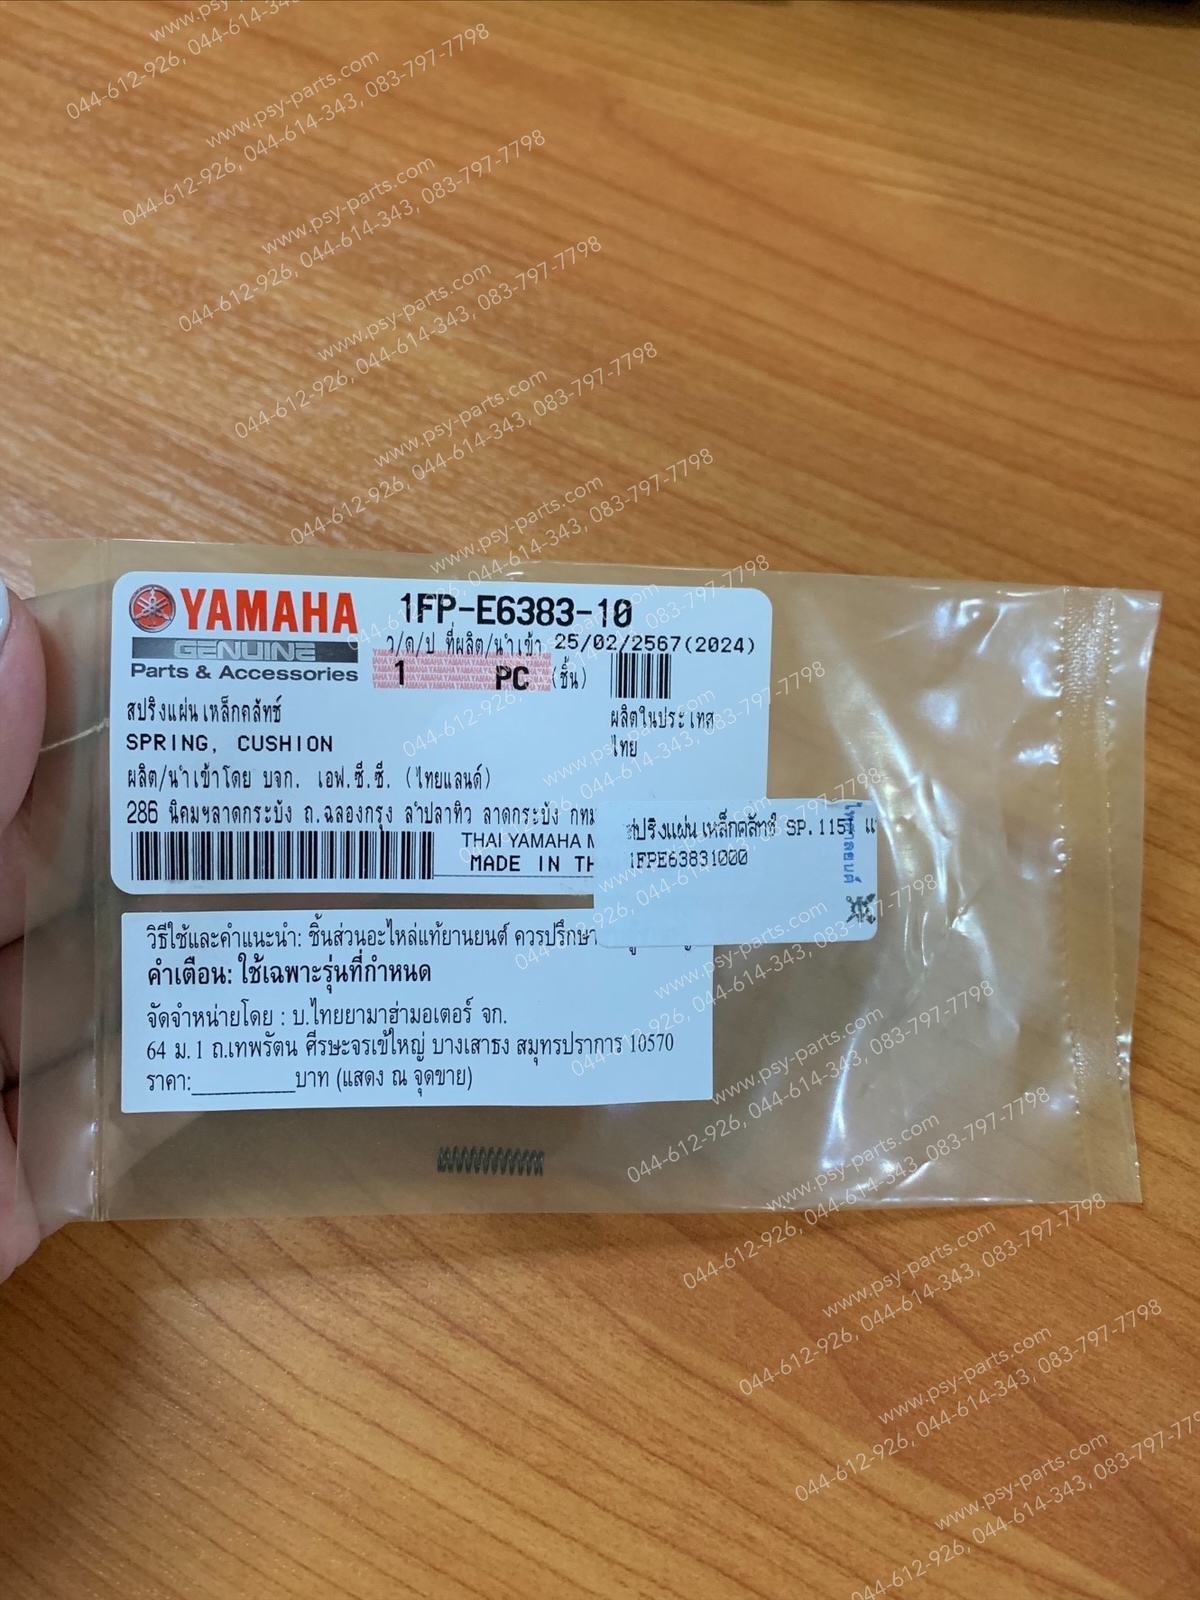 YAMAHA
GENUINE
Parts & Accessories
1FP-E6383-10
ว/ด/ป ที่ผลิต/นำเข้า 25/02/2567(2024)
1 PC (ชิ้น)
สปริงแผ่นเหล็กคลัทช์
SPRING, CUSHION
ผลิตในประเทศ
ไทย
ผลิต/นำเข้าโดย บจก. เอฟ.ซี.ซี. (ไทยแลนด์)
286 นิคมฯลาดกระบัง ถ.ฉลองกรุง ลำปลาทิว ลาดกระบัง กทม
THAI YAMAHA M
MADE IN TH
สปริงแผ่นเหล็กคลัทช์ SP.115I
1FPE63831000
วิธีใช้และคำแนะนำ: ชิ้นส่วนอะไหล่แท้ยานยนต์ ควรปรึกษา
คำเตือน: ใช้เฉพาะรุ่นที่กำหนด
จัดจำหน่ายโดย : บ.ไทยยามาฮ่ามอเตอร์ จก.
64 ม.1 ถ.เทพรัตน ศีรษะจรเข้ใหญ่ บางเสาธง สมุทรปราการ 10570
ราคา:__________บาท (แสดง ณ จุดขาย)
www.psy-parts.com
044-612-926, 044-614-343, 083-797-7798